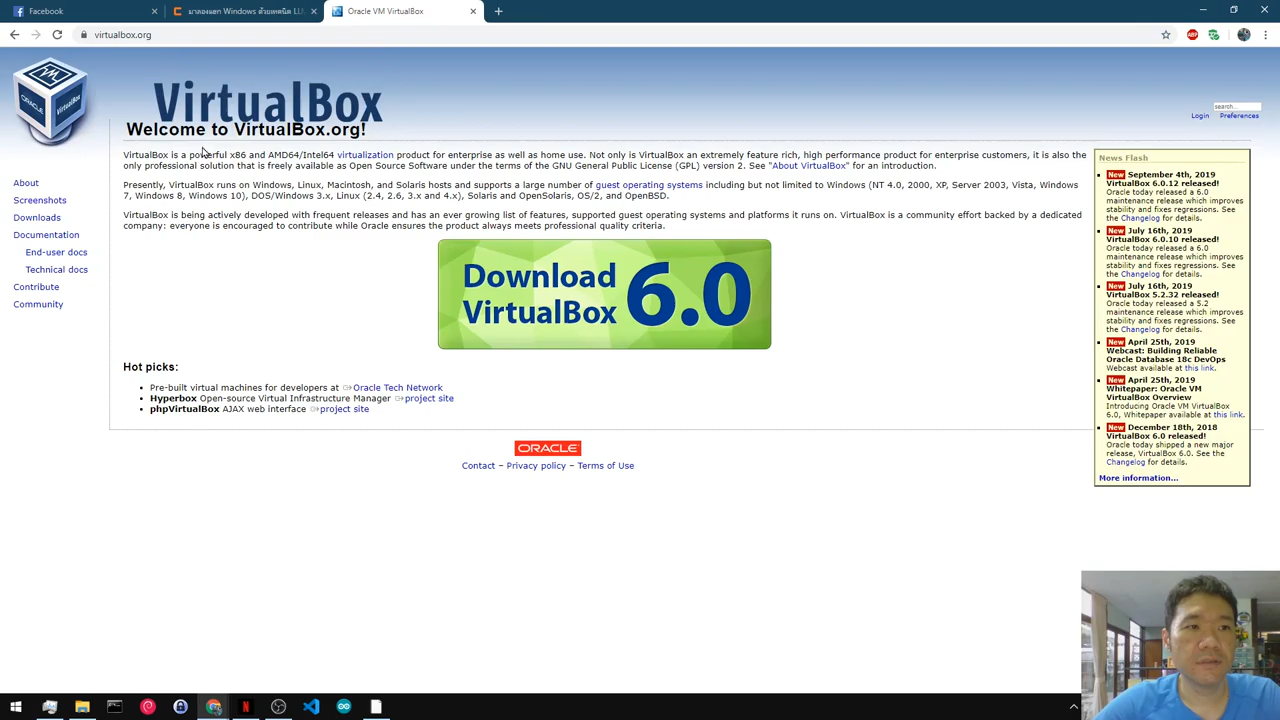 Facebook
มาลองแฮก Windows ด้วยเทคนิค LL
Oracle VM VirtualBox
virtualbox.org
ORACLE
VirtualBox
VirtualBox
search...
Login
Preferences
Welcome to VirtualBox.org!
VirtualBox is a powerful x86 and AMD64/Intel64 virtualization product for enterprise as well as home use. Not only is VirtualBox an extremely feature rich, high performance product for enterprise customers, it is also the
only professional solution that is freely available as Open Source Software under the terms of the GNU General Public License (GPL) version 2. See "About VirtualBox" for an introduction.
Presently, VirtualBox runs on Windows, Linux, Macintosh, and Solaris hosts and supports a large number of guest operating systems including but not limited to Windows (NT 4.0, 2000, XP, Server 2003, Vista, Windows
7, Windows 8, Windows 10), DOS/Windows 3.x, Linux (2.4, 2.6, 3.x and 4.x), Solaris and OpenSolaris, OS/2, and OpenBSD.
VirtualBox is being actively developed with frequent releases and has an ever growing list of features, supported guest operating systems and platforms it runs on. VirtualBox is a community effort backed by a dedicated
company: everyone is encouraged to contribute while Oracle ensures the product always meets professional quality criteria.
About
Screenshots
Downloads
Documentation
End-user docs
Technical docs
Contribute
Community
Download
VirtualBox 6.0
Hot picks:
Pre-built virtual machines for developers at Oracle Tech Network
Hyperbox Open-source Virtual Infrastructure Manager project site
phpVirtualBox AJAX web interface project site
ORACLE
Contact – Privacy policy – Terms of Use
News Flash
New September 4th, 2019
VirtualBox 6.0.12 released!
Oracle today released a 6.0
maintenance release which improves
stability and fixes regressions. See
the Changelog for details.
New July 16th, 2019
VirtualBox 6.0.10 released!
Oracle today released a 6.0
maintenance release which improves
stability and fixes regressions. See
the Changelog for details.
New July 16th, 2019
VirtualBox 5.2.32 released!
Oracle today released a 5.2
maintenance release which improves
stability and fixes regressions. See
the Changelog for details.
New April 25th, 2019
Webcast: Building Reliable
Oracle Database 18c DevOps
Webcast available at this link.
New April 25th, 2019
Whitepaper: Oracle VM
VirtualBox Overview
Introducing Oracle VM VirtualBox
6.0, Whitepaper available at this link.
New December 18th, 2018
VirtualBox 6.0 released!
Oracle today shipped a new major
release, VirtualBox 6.0. See the
Changelog for details.
More information...